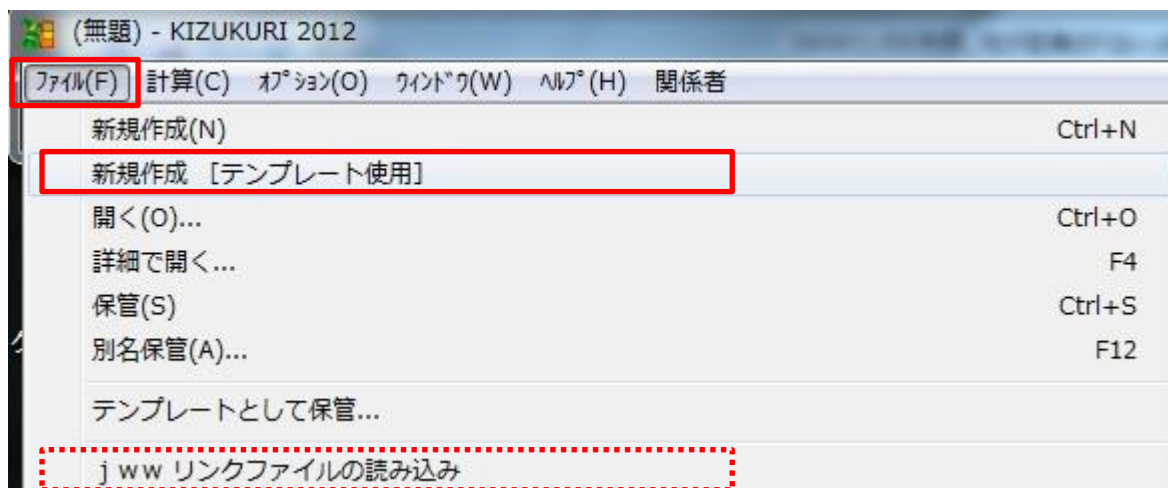 (無題) - KIZUKURI 2012
ﾌｧｲﾙ(F) 計算(C) ｵﾌﾟｼｮﾝ(O) ｳｨﾝﾄﾞｳ(W) ﾍﾙﾌﾟ(H) 関係者
新規作成(N) Ctrl+N
新規作成 [テンプレート使用]
開く(O)... Ctrl+O
詳細で開く... F4
保管(S) Ctrl+S
別名保管(A)... F12
テンプレートとして保管...
ｊｗｗ リンクファイルの読み込み